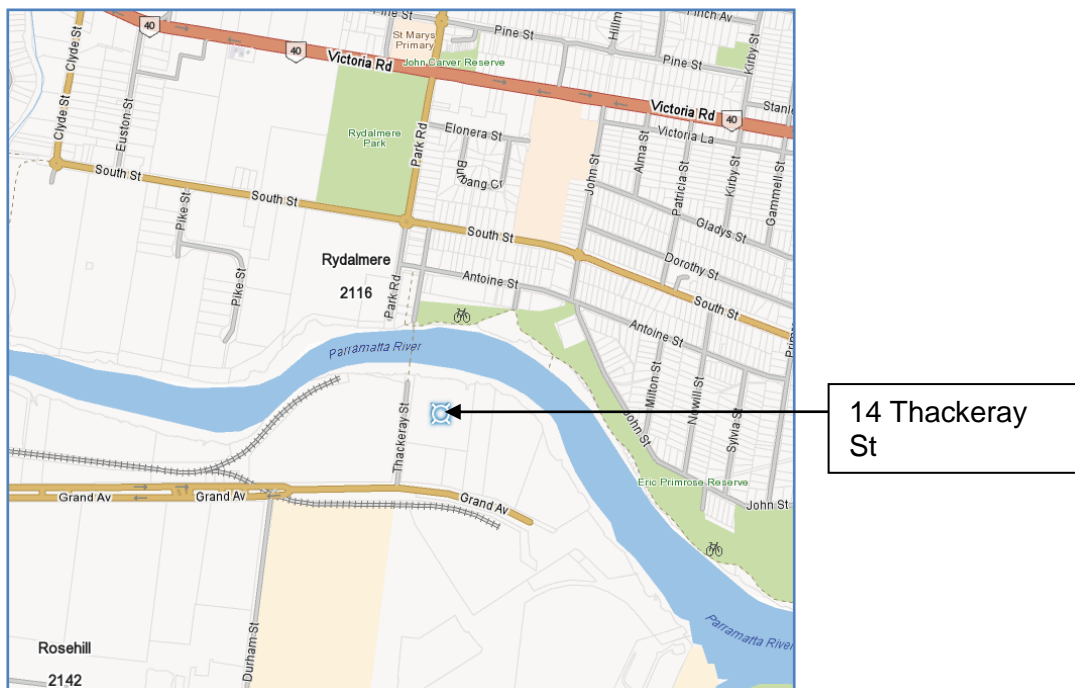 Pine St
Pine St
Finch Av
Clyde St
40
St Marys
Primary
Hillm
Kirby St
John Carver Reserve
Pine St
40
Victoria Rd
Victoria Rd
40
Stanle
Clyde St
Euston St
Rydalmere
Park
Park Rd
Elonera St
Victoria La
Burbang Cr
John St
Alma St
Patricia St
Kirby St
Gammell St
South St
South St
Pike St
South St
Gladys St
Dorothy St
Rydalmere
2116
Pike St
Park Rd
Antoine St
South St
Antoine St
Prim
Parramatta River
Milton St
Nowill St
Sylvia St
John St
Thackeray St
14 Thackeray
St
Grand Av
Grand Av
Grand Av
Eric Primrose Reserve
John St
Durham St
Parramatta River
Rosehill
2142